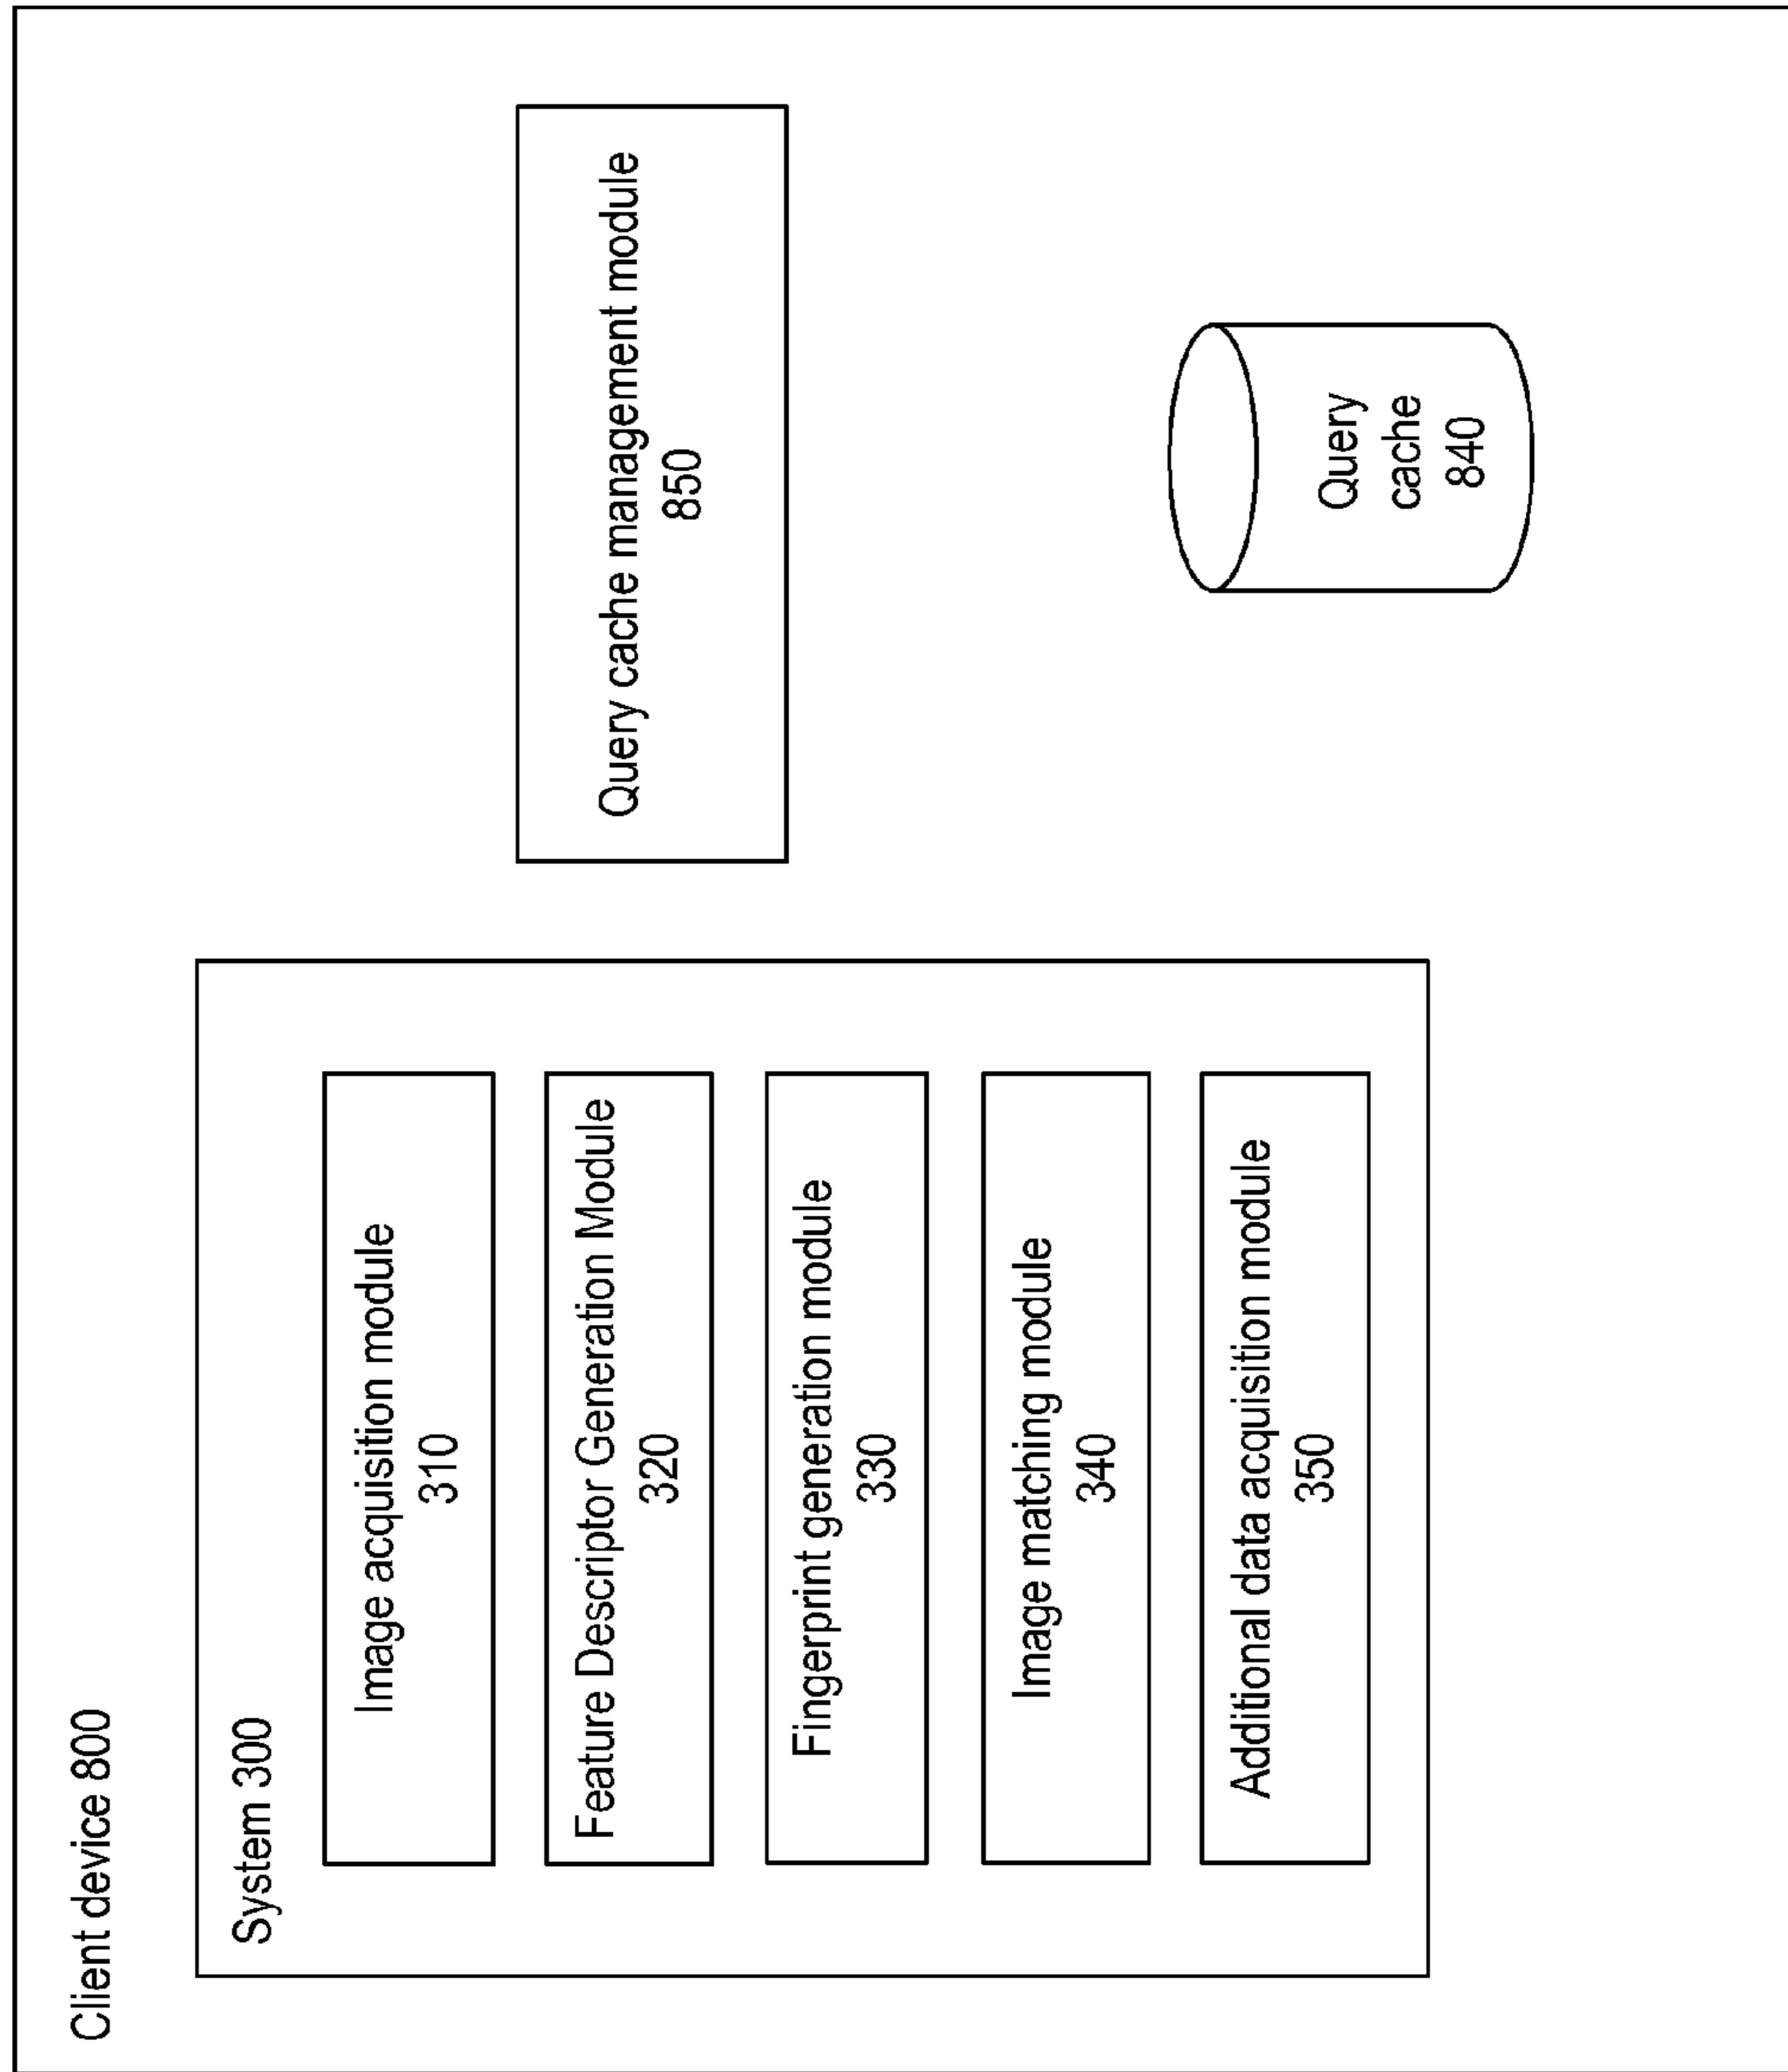 Client device 800
System 300
Image acquisition module
310
Feature Descriptor Generation Module
320
Fingerprint generation module
330
Image matching module
340
Additional data acquisition module
350
Query cache management module
850
Query
cache
840